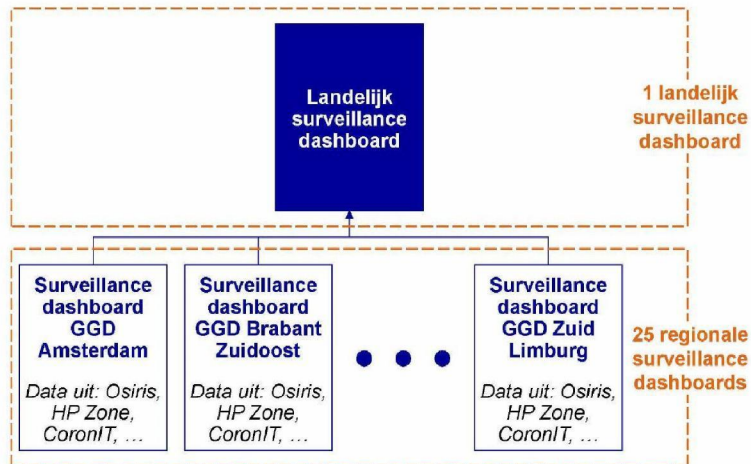 Landelijk
surveillance
dashboard
1 landelijk
surveillance
dashboard
Surveillance
dashboard
GGD
Amsterdam
Data uit: Osiris,
HP Zone,
CoronIT, ...
Surveillance
dashboard
GGD Brabant
Zuidoost
Data uit: Osiris,
HP Zone,
CoronIT, ...
Surveillance
dashboard
GGD Zuid
Limburg
Data uit: Osiris,
HP Zone,
CoronIT, ...
25 regionale
surveillance
dashboards